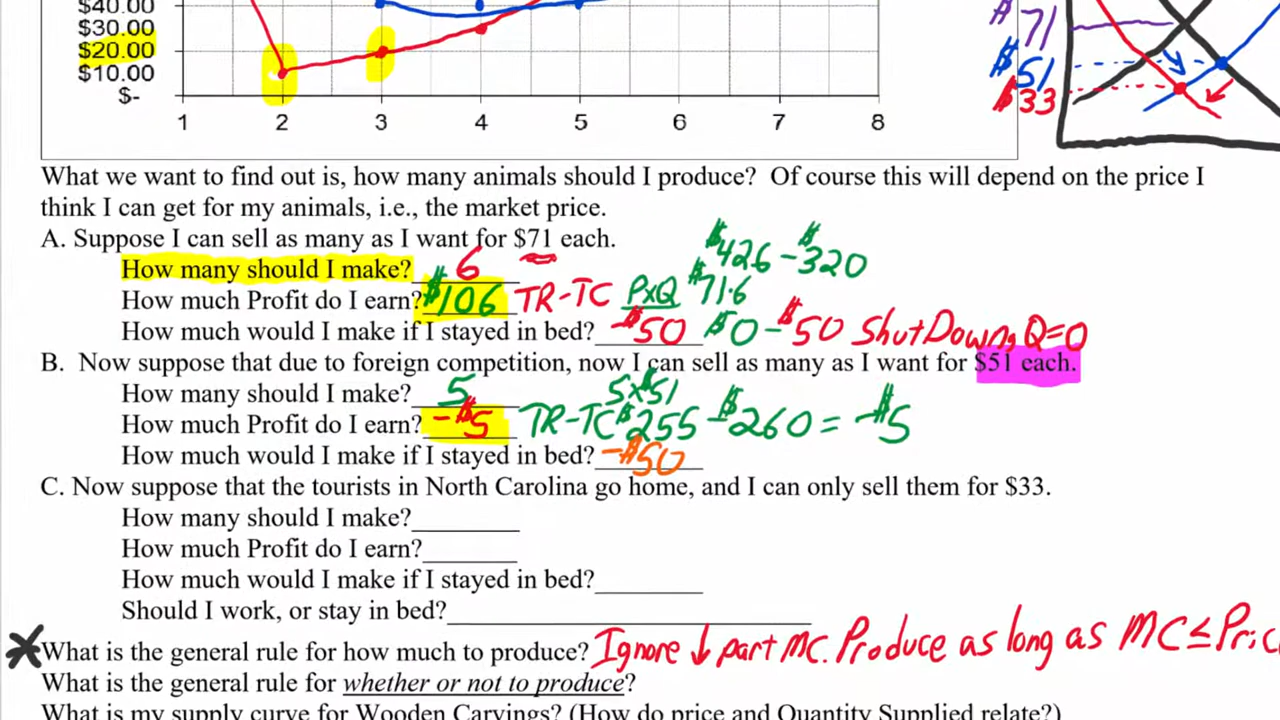 $40.00
$30.00
$20.00
$10.00
$-
1 2 3 4 5 6 7 8
$71
$51
$33
What we want to find out is, how many animals should I produce? Of course this will depend on the price I
think I can get for my animals, i.e., the market price.
A. Suppose I can sell as many as I want for $71 each.
$426 - $320
How many should I make? 6
How much Profit do I earn? $106 TR-TC PxQ $71·6
How much would I make if I stayed in bed? -$50 $0 - $50 Shut Down, Q=0
B. Now suppose that due to foreign competition, now I can sell as many as I want for $51 each.
How many should I make? 5 5x$51
How much Profit do I earn? -$5 TR-TC $255 - $260 = -$5
How much would I make if I stayed in bed? -$50
C. Now suppose that the tourists in North Carolina go home, and I can only sell them for $33.
How many should I make?
How much Profit do I earn?
How much would I make if I stayed in bed?
Should I work, or stay in bed?
What is the general rule for how much to produce? Ignore ↓ part MC. Produce as long as MC ≤ Pric
What is the general rule for whether or not to produce?
What is my supply curve for Wooden Carvings? (How do price and Quantity Supplied relate?)